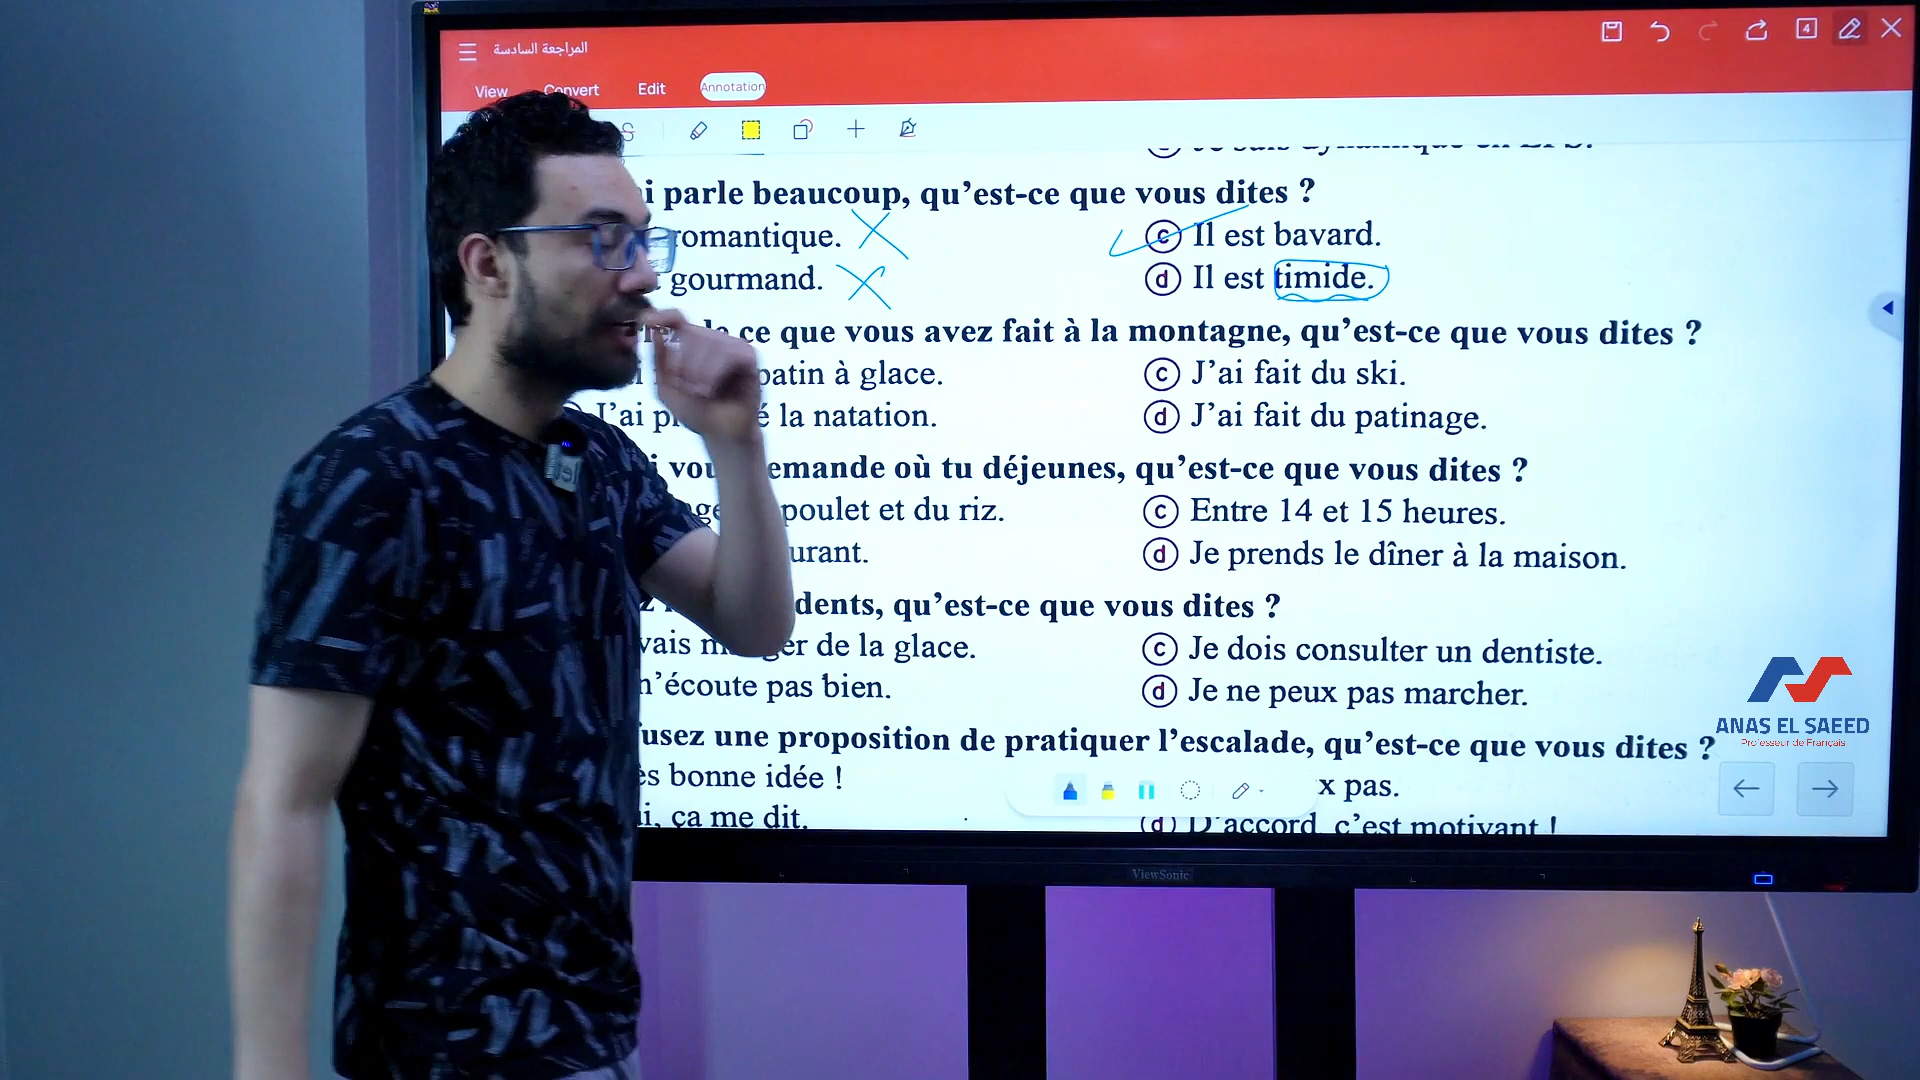 المراجعة السادسة
View Convert Edit Annotation
4
parle beaucoup, qu'est-ce que vous dites ?
romantique.
ⓒ Il est bavard.
gourmand.
ⓓ Il est timide.
ce que vous avez fait à la montagne, qu'est-ce que vous dites ?
patin à glace.
ⓒ J'ai fait du ski.
J'ai la natation.
ⓓ J'ai fait du patinage.
où tu déjeunes, qu'est-ce que vous dites ?
poulet et du riz.
ⓒ Entre 14 et 15 heures.
ⓓ Je prends le dîner à la maison.
dents, qu'est-ce que vous dites ?
vais de la glace.
ⓒ Je dois consulter un dentiste.
n'écoute pas bien.
ⓓ Je ne peux pas marcher.
une proposition de pratiquer l'escalade, qu'est-ce que vous dites ?
bonne idée !
pas.
ça me dit.
ⓓ D'accord, c'est motivant !
ANAS EL SAEED
Professeur de Français
ViewSonic